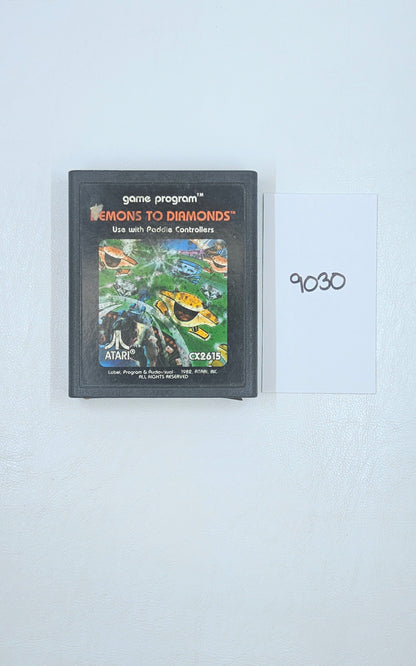 game program™
DEMONS TO DIAMONDS™
Use with Paddle Controllers
ATARI®
CX2615
Label, Program & Audiovisual 1982, ATARI, INC.
ALL RIGHTS RESERVED
9030